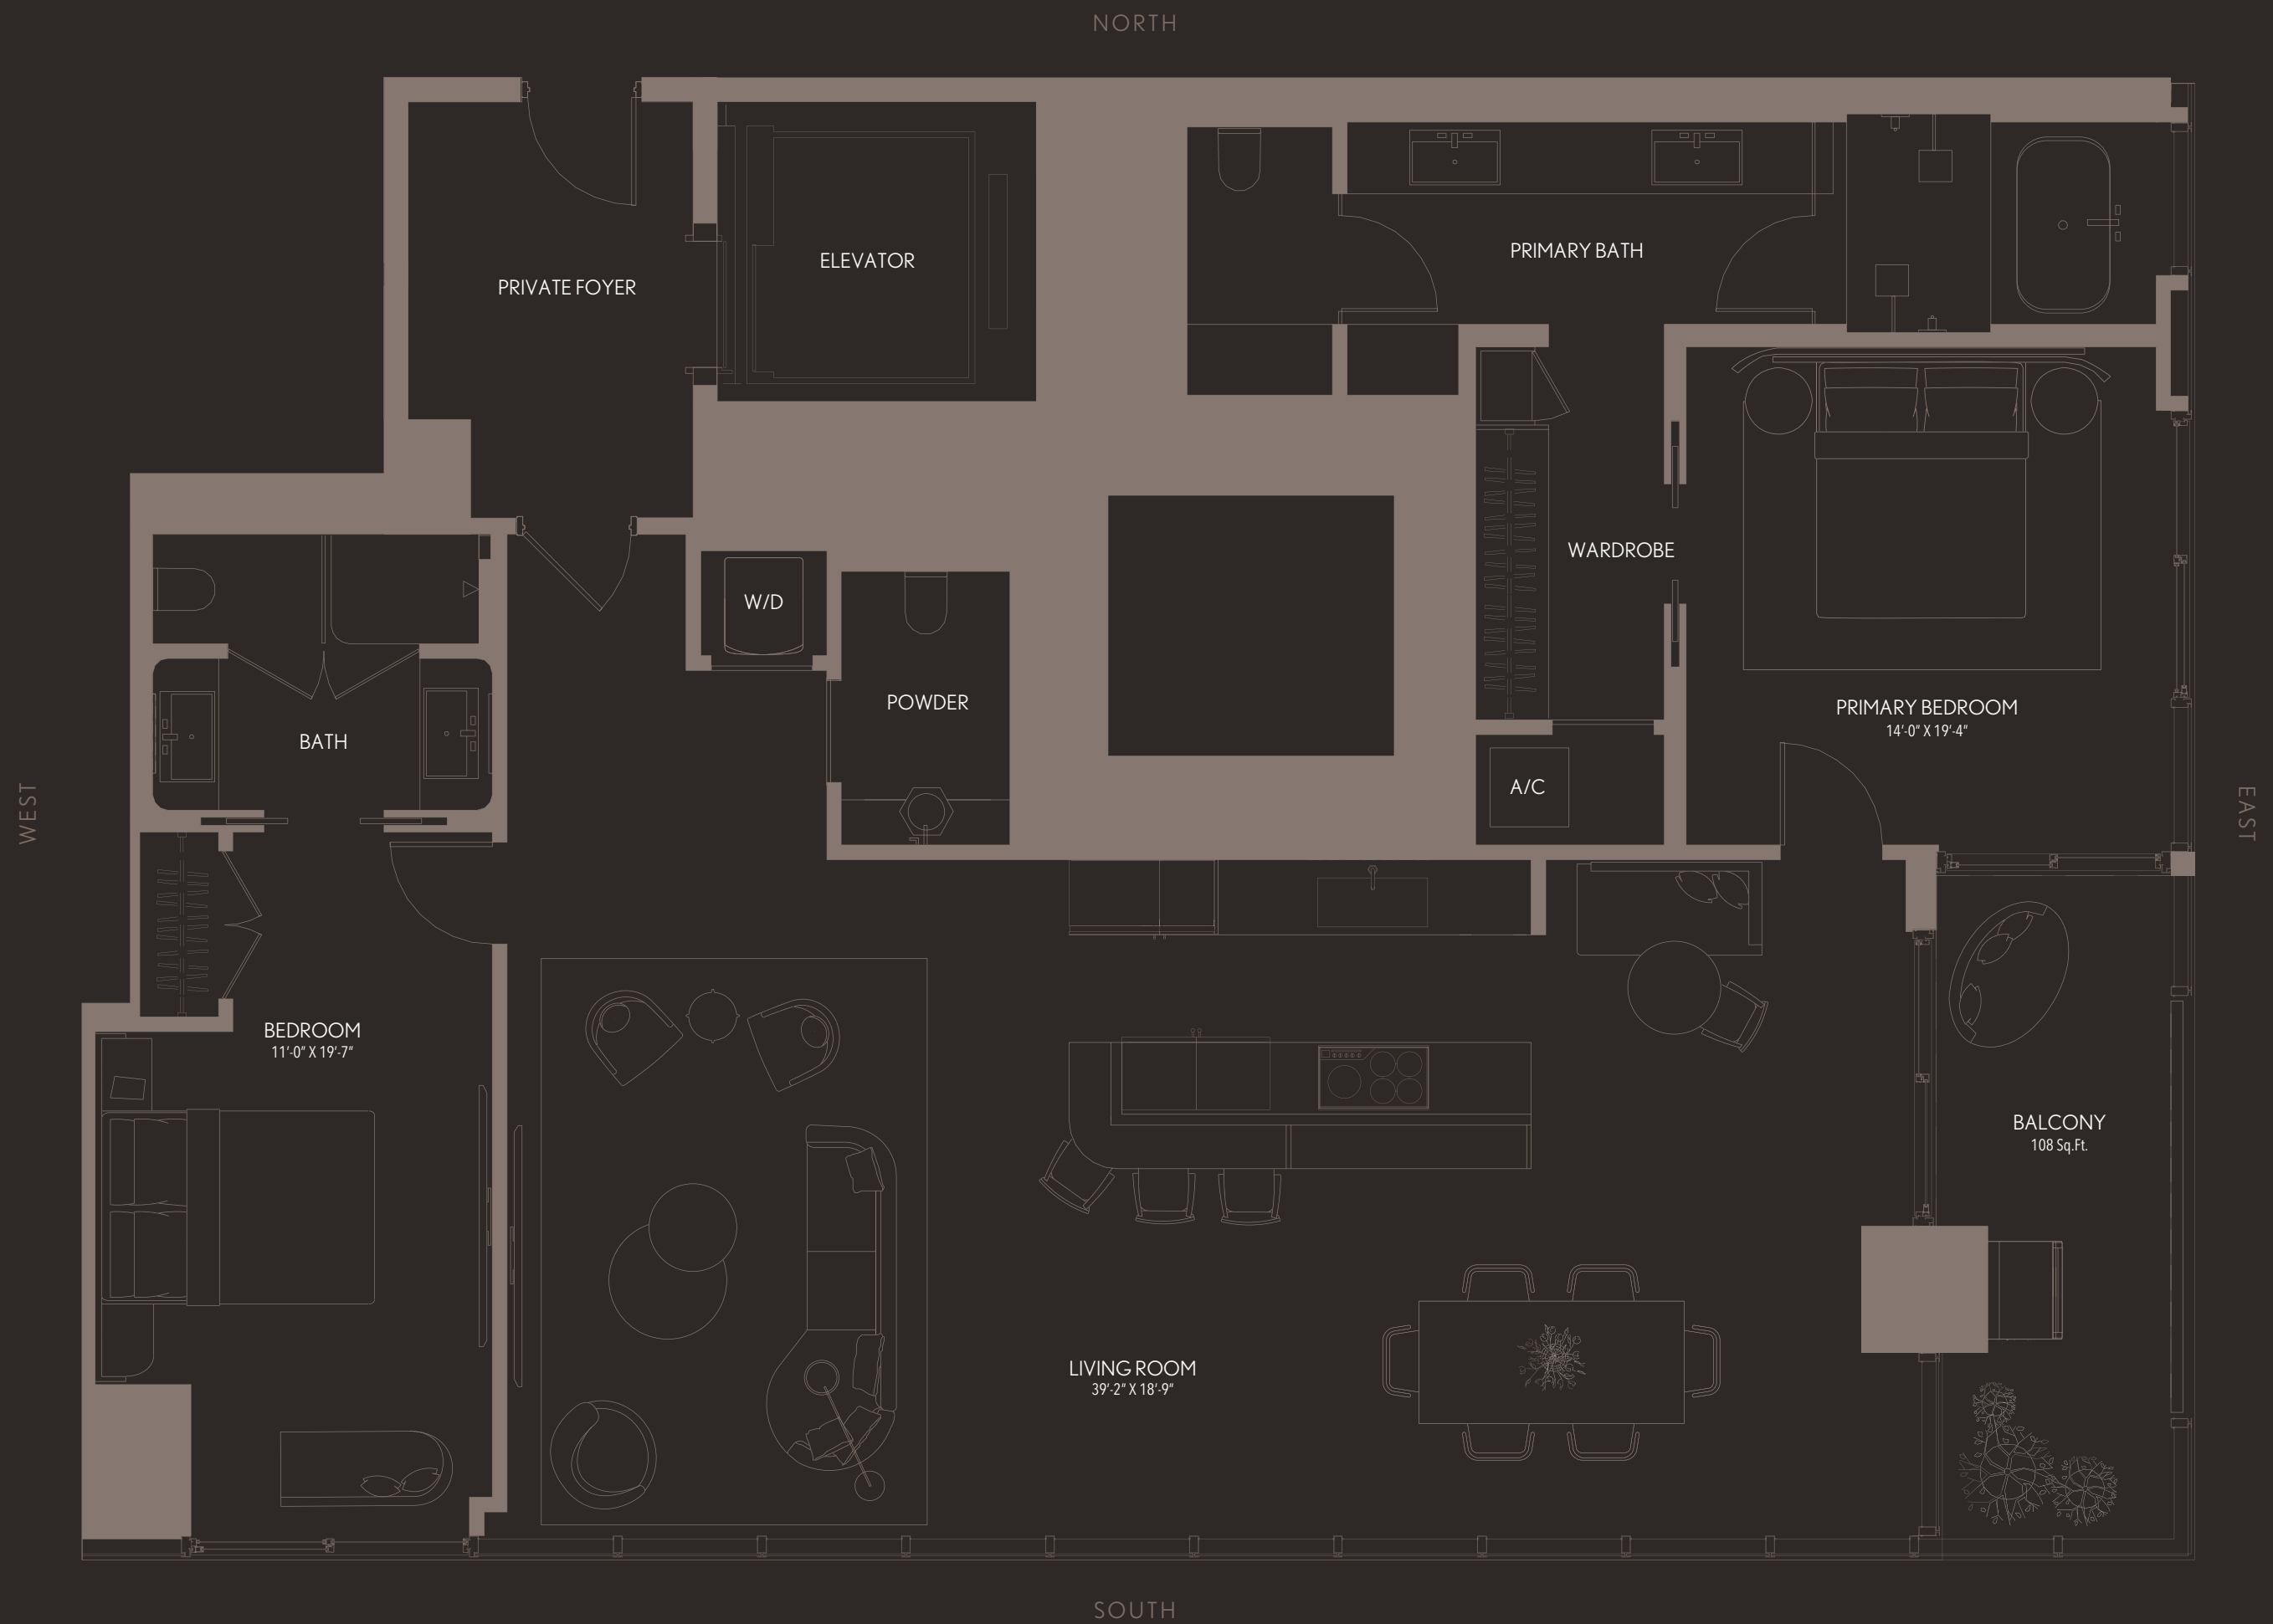 NORTH
ELEVATOR
PRIVATE FOYER
PRIMARY BATH
WARDROBE
W/D
POWDER
PRIMARY BEDROOM
14'-0" X 19'-4"
BATH
A/C
WEST
EAST
BEDROOM
11'-0" X 19'-7"
BALCONY
108 Sq.Ft.
LIVING ROOM
39'-2" X 18'-9"
SOUTH